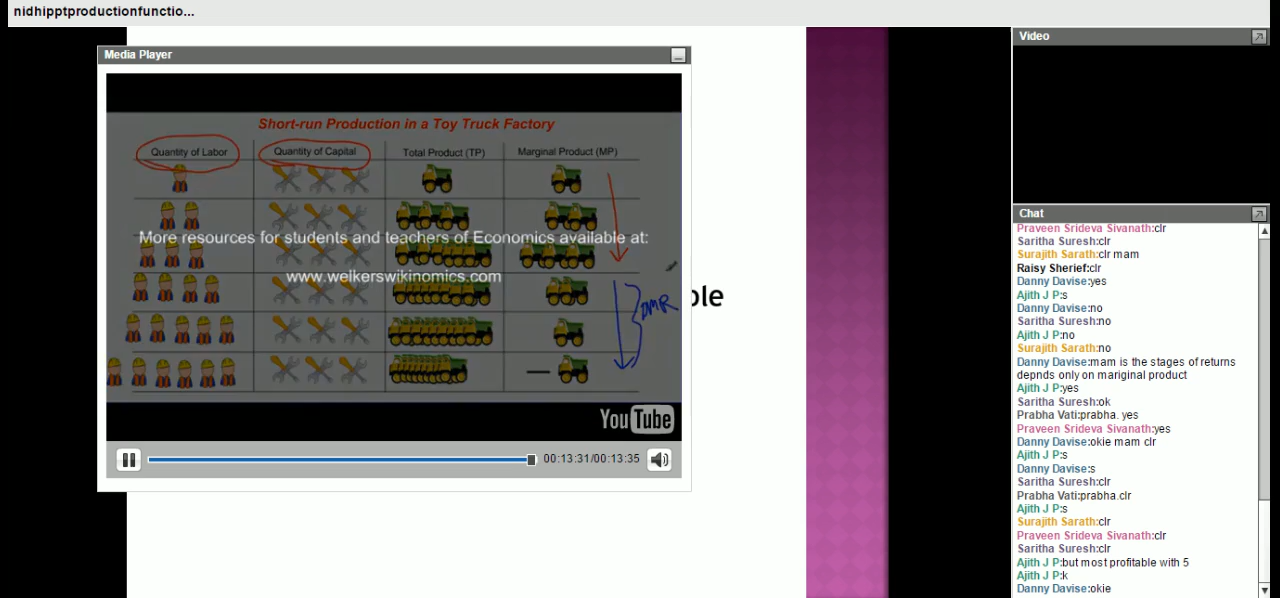 nidhipptproductionfunctio...
Media Player
Short-run Production in a Toy Truck Factory
Quantity of Labor
Quantity of Capital
Total Product (TP)
Marginal Product (MP)
More resources for students and teachers of Economics available at:
www.welkerswikinomics.com
DMR
YouTube
00:13:31/00:13:35
ble
Video
Chat
Praveen Srideva Sivanath:clr
Saritha Suresh:clr
Surajith Sarath:clr mam
Raisy Sherief:clr
Danny Davise:yes
Ajith J P:s
Danny Davise:no
Saritha Suresh:no
Ajith J P:no
Surajith Sarath:no
Danny Davise:mam is the stages of returns
depnds only on mariginal product
Ajith J P:yes
Saritha Suresh:ok
Prabha Vati:prabha. yes
Praveen Srideva Sivanath:yes
Danny Davise:okie mam clr
Ajith J P:s
Danny Davise:s
Saritha Suresh:clr
Prabha Vati:prabha.clr
Ajith J P:s
Surajith Sarath:clr
Praveen Srideva Sivanath:clr
Saritha Suresh:clr
Ajith J P:but most profitable with 5
Ajith J P:k
Danny Davise:okie